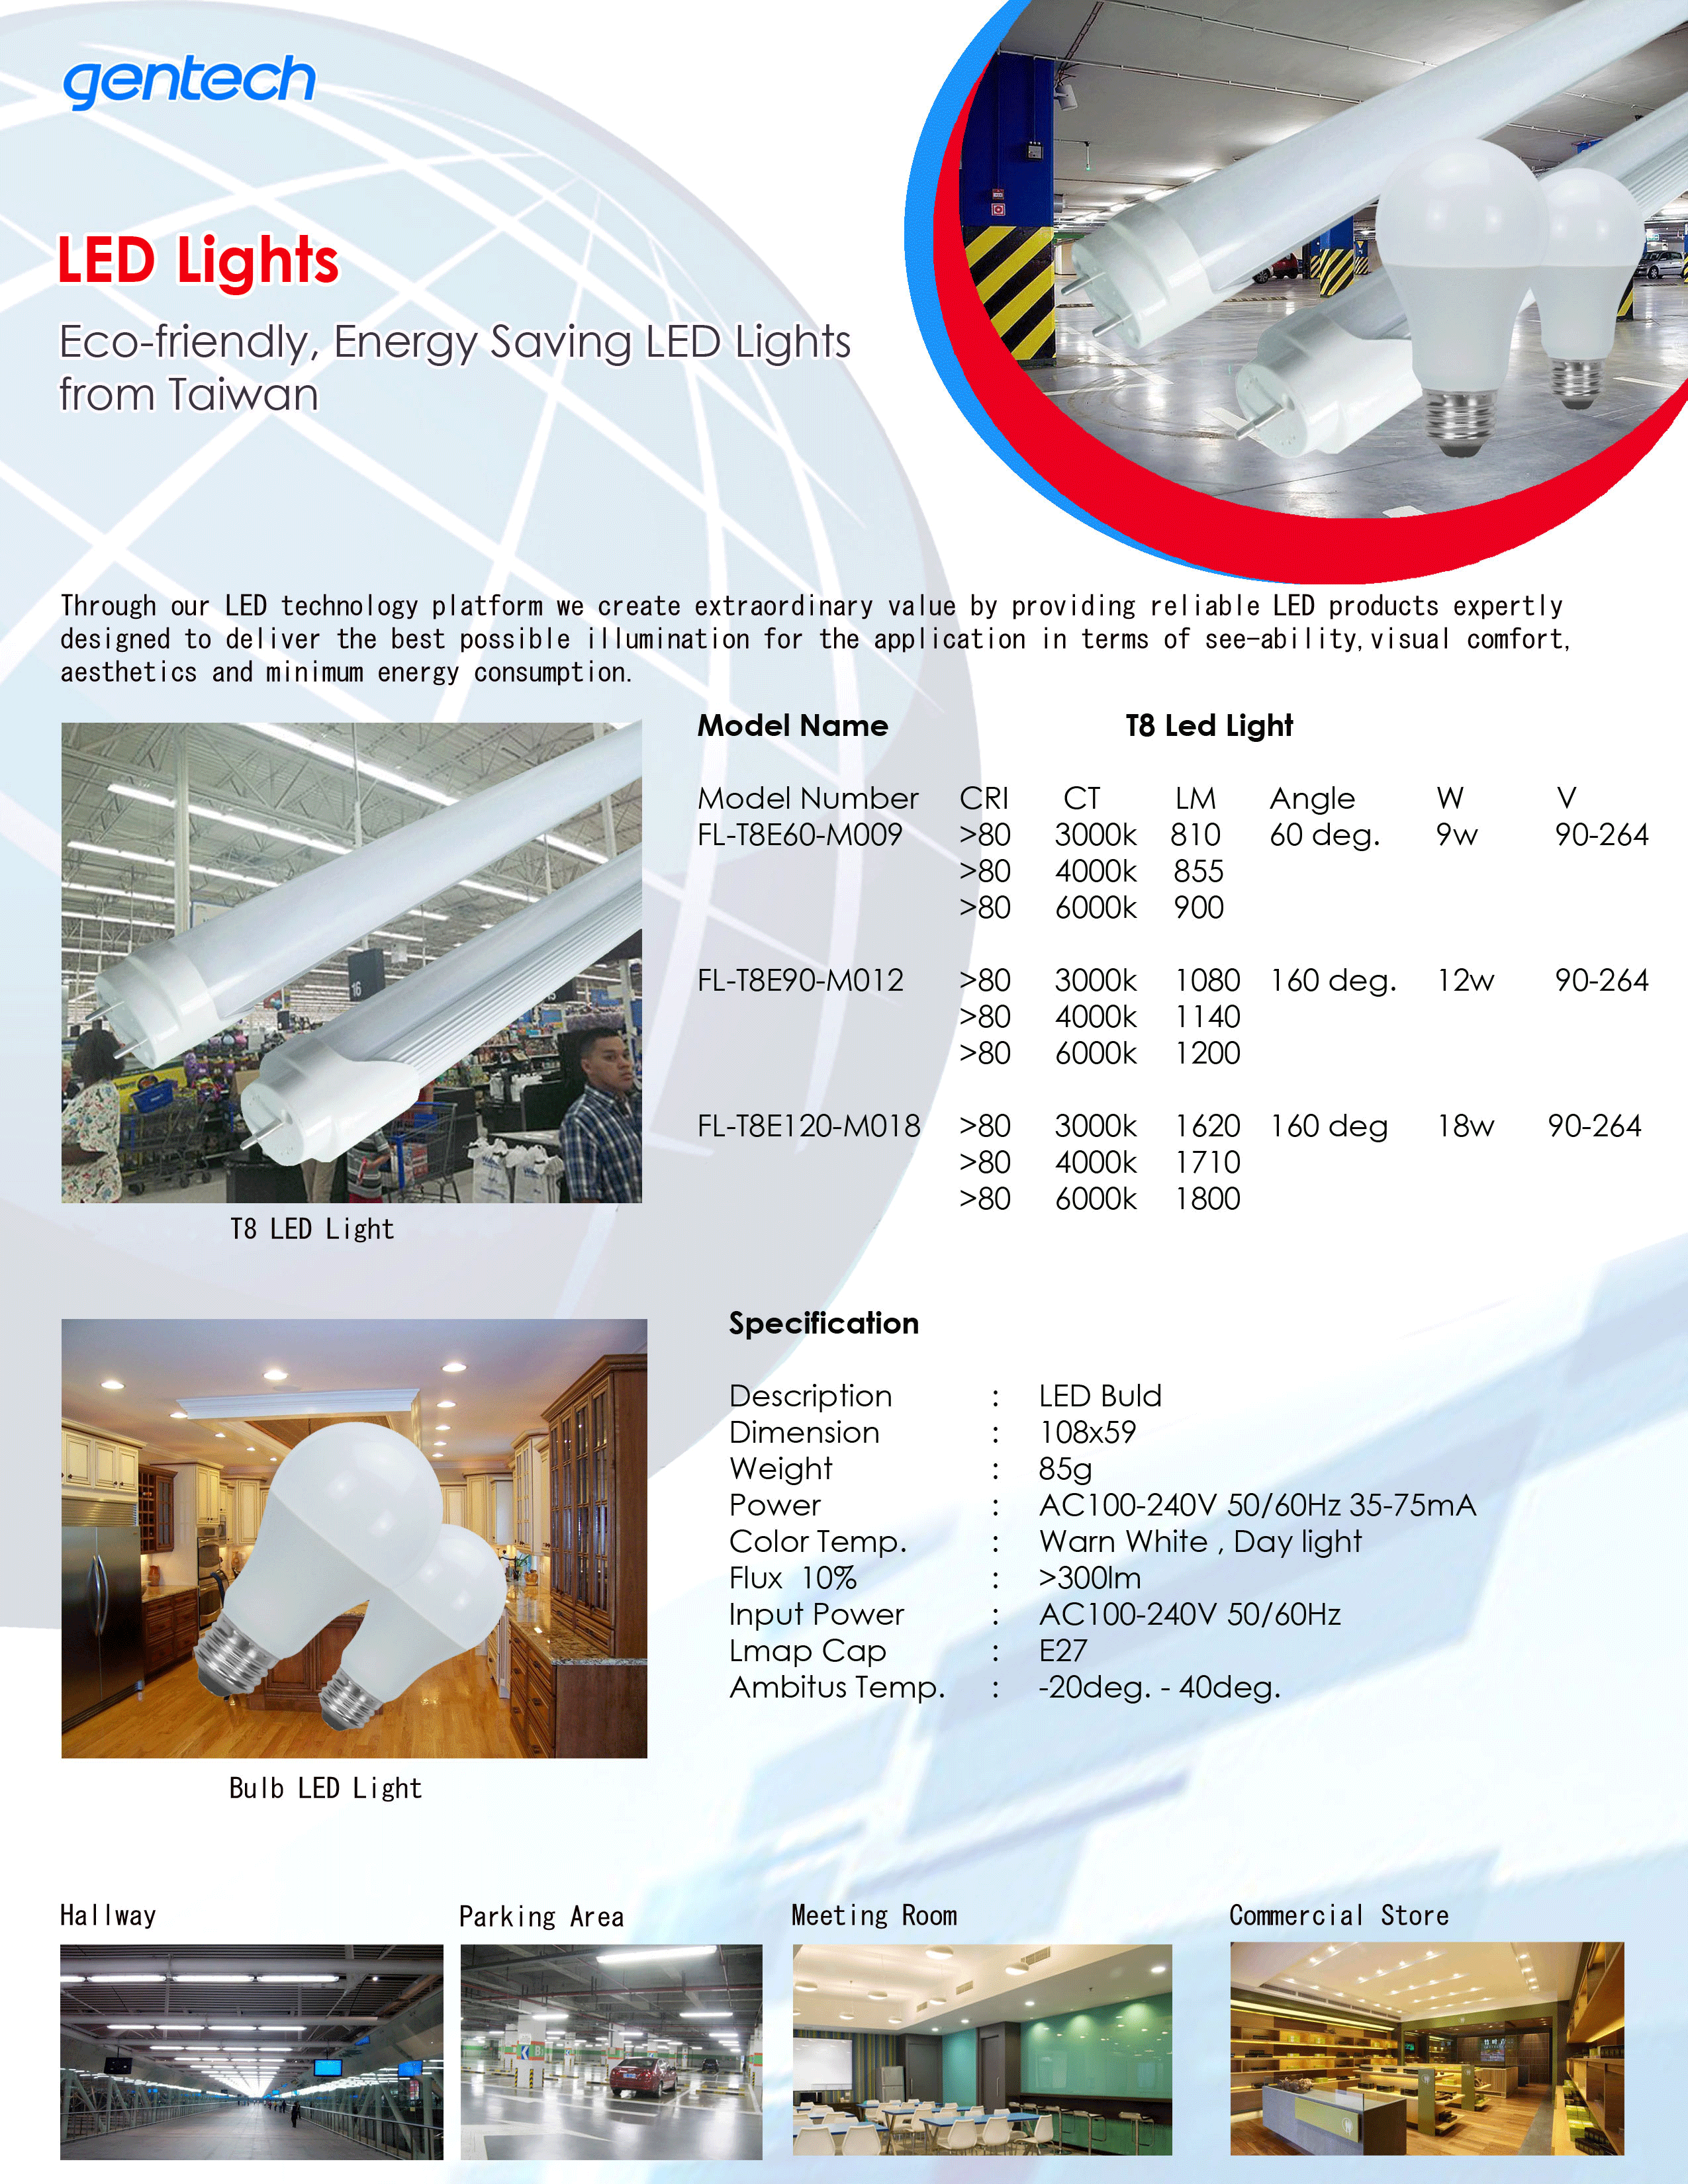 gentech
LED Lights
Eco-friendly, Energy Saving LED Lights
from Taiwan
Through our LED technology platform we create extraordinary value by providing reliable LED products expertly
designed to deliver the best possible illumination for the application in terms of see-ability,visual comfort,
aesthetics and minimum energy consumption.
Model Name T8 Led Light
Model Number CRI CT LM Angle W V
FL-T8E60-M009 >80 3000k 810 60 deg. 9w 90-264
>80 4000k 855
>80 6000k 900
FL-T8E90-M012 >80 3000k 1080 160 deg. 12w 90-264
>80 4000k 1140
>80 6000k 1200
FL-T8E120-M018 >80 3000k 1620 160 deg 18w 90-264
>80 4000k 1710
>80 6000k 1800
16
T8 LED Light
Specification
Description : LED Buld
Dimension : 108x59
Weight : 85g
Power : AC100-240V 50/60Hz 35-75mA
Color Temp. : Warn White , Day light
Flux 10% : >300lm
Input Power : AC100-240V 50/60Hz
Lmap Cap : E27
Ambitus Temp. : -20deg. - 40deg.
Bulb LED Light
Hallway
Parking Area
Meeting Room
Commercial Store